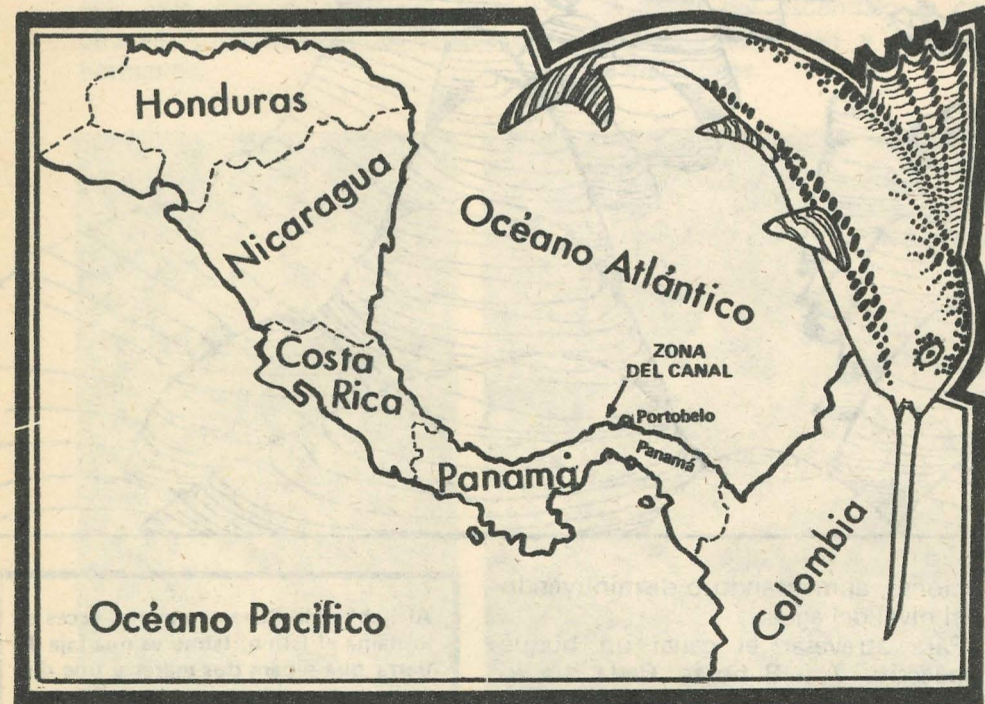 Honduras
Nicaragua
Océano Atlántico
Costa
Rica
ZONA
DEL CANAL
Portobelo
Panamá
Panamá
Colombia
Océano Pacífico